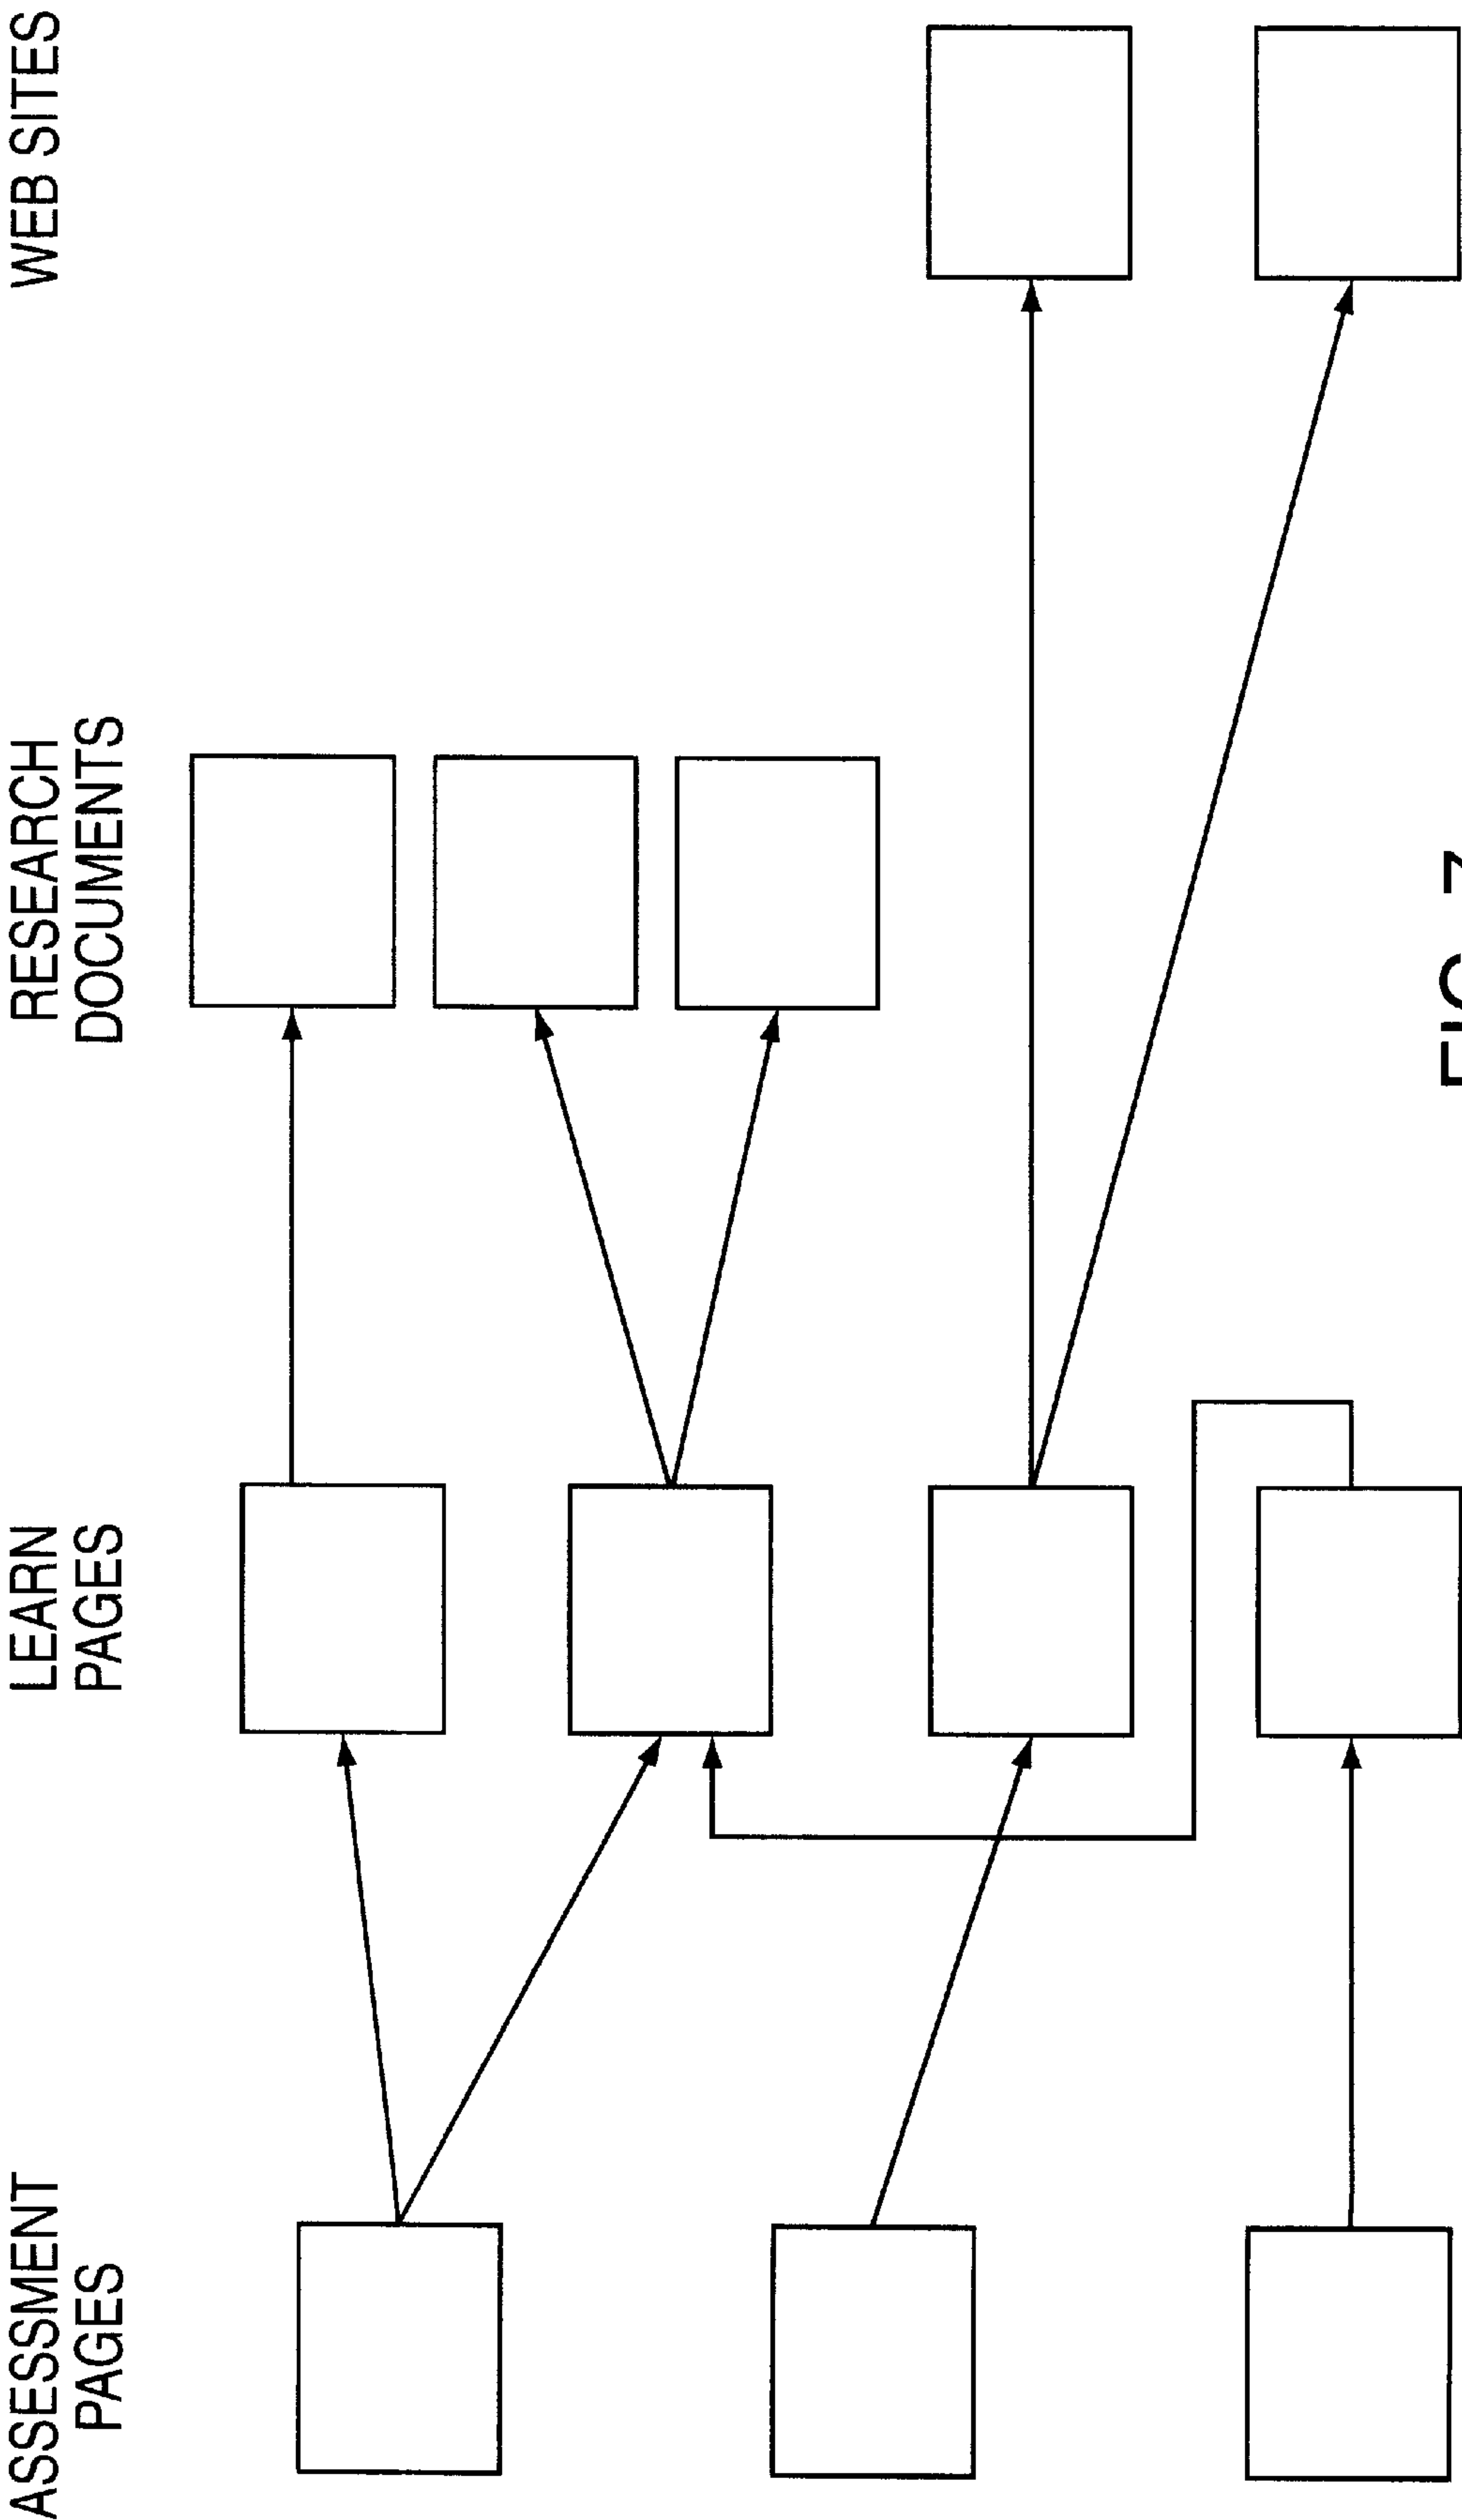 ASSESSMENT
PAGES
LEARN
PAGES
RESEARCH
DOCUMENTS
WEB SITES